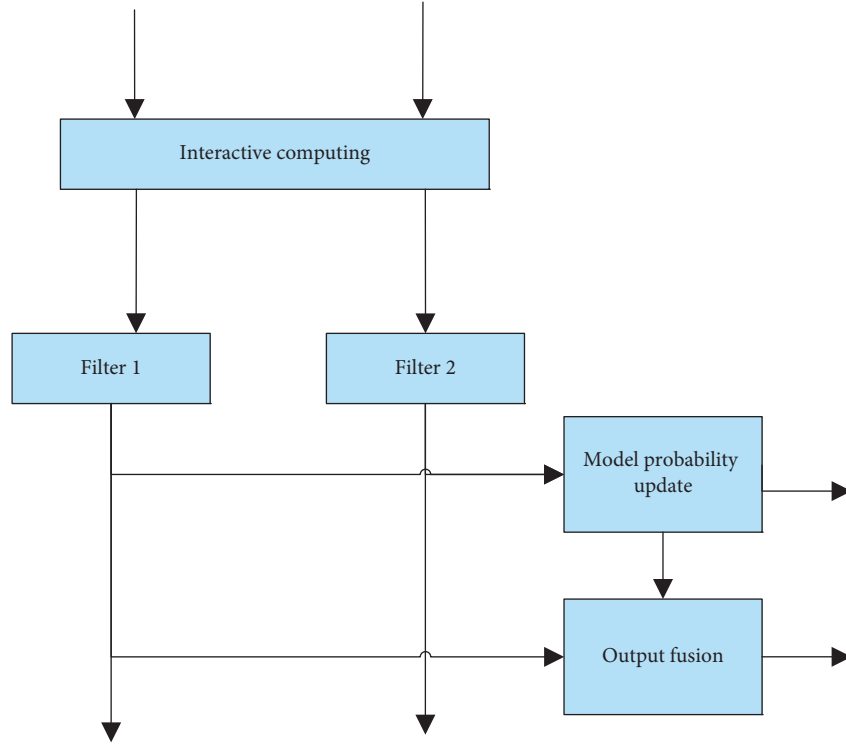 Interactive computing
Filter 1
Filter 2
Model probability
update
Output fusion